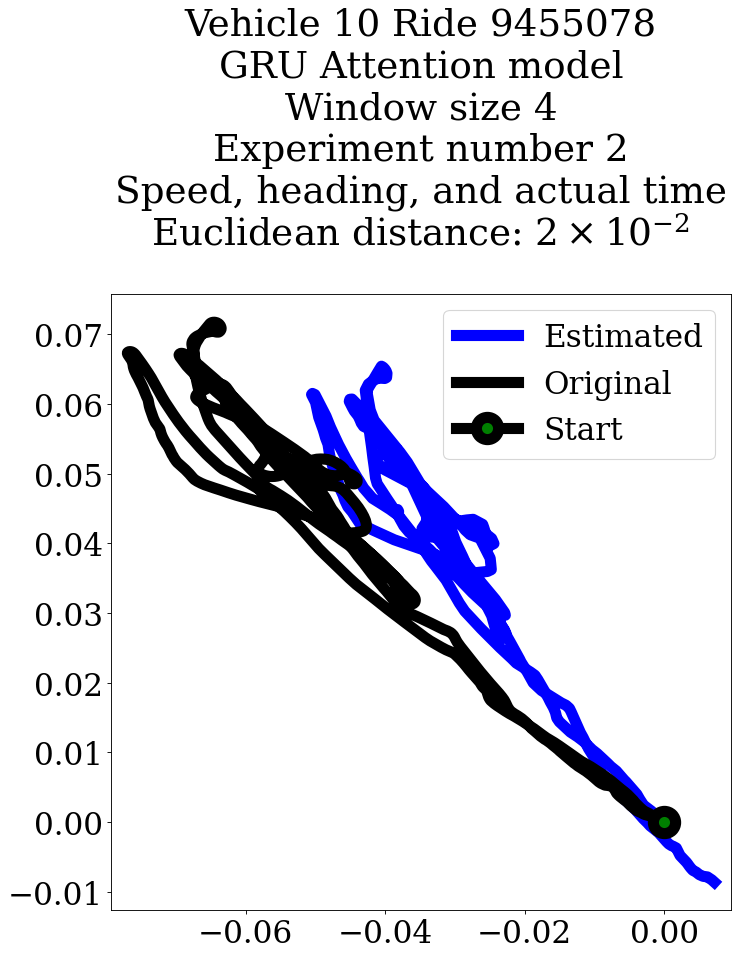 Vehicle 10 Ride 9455078
GRU Attention model
Window size 4
Experiment number 2
Speed, heading, and actual time
Euclidean distance: 2 × 10⁻²
Estimated
Original
Start
0.07
0.06
0.05
0.04
0.03
0.02
0.01
0.00
−0.01
−0.06
−0.04
−0.02
0.00